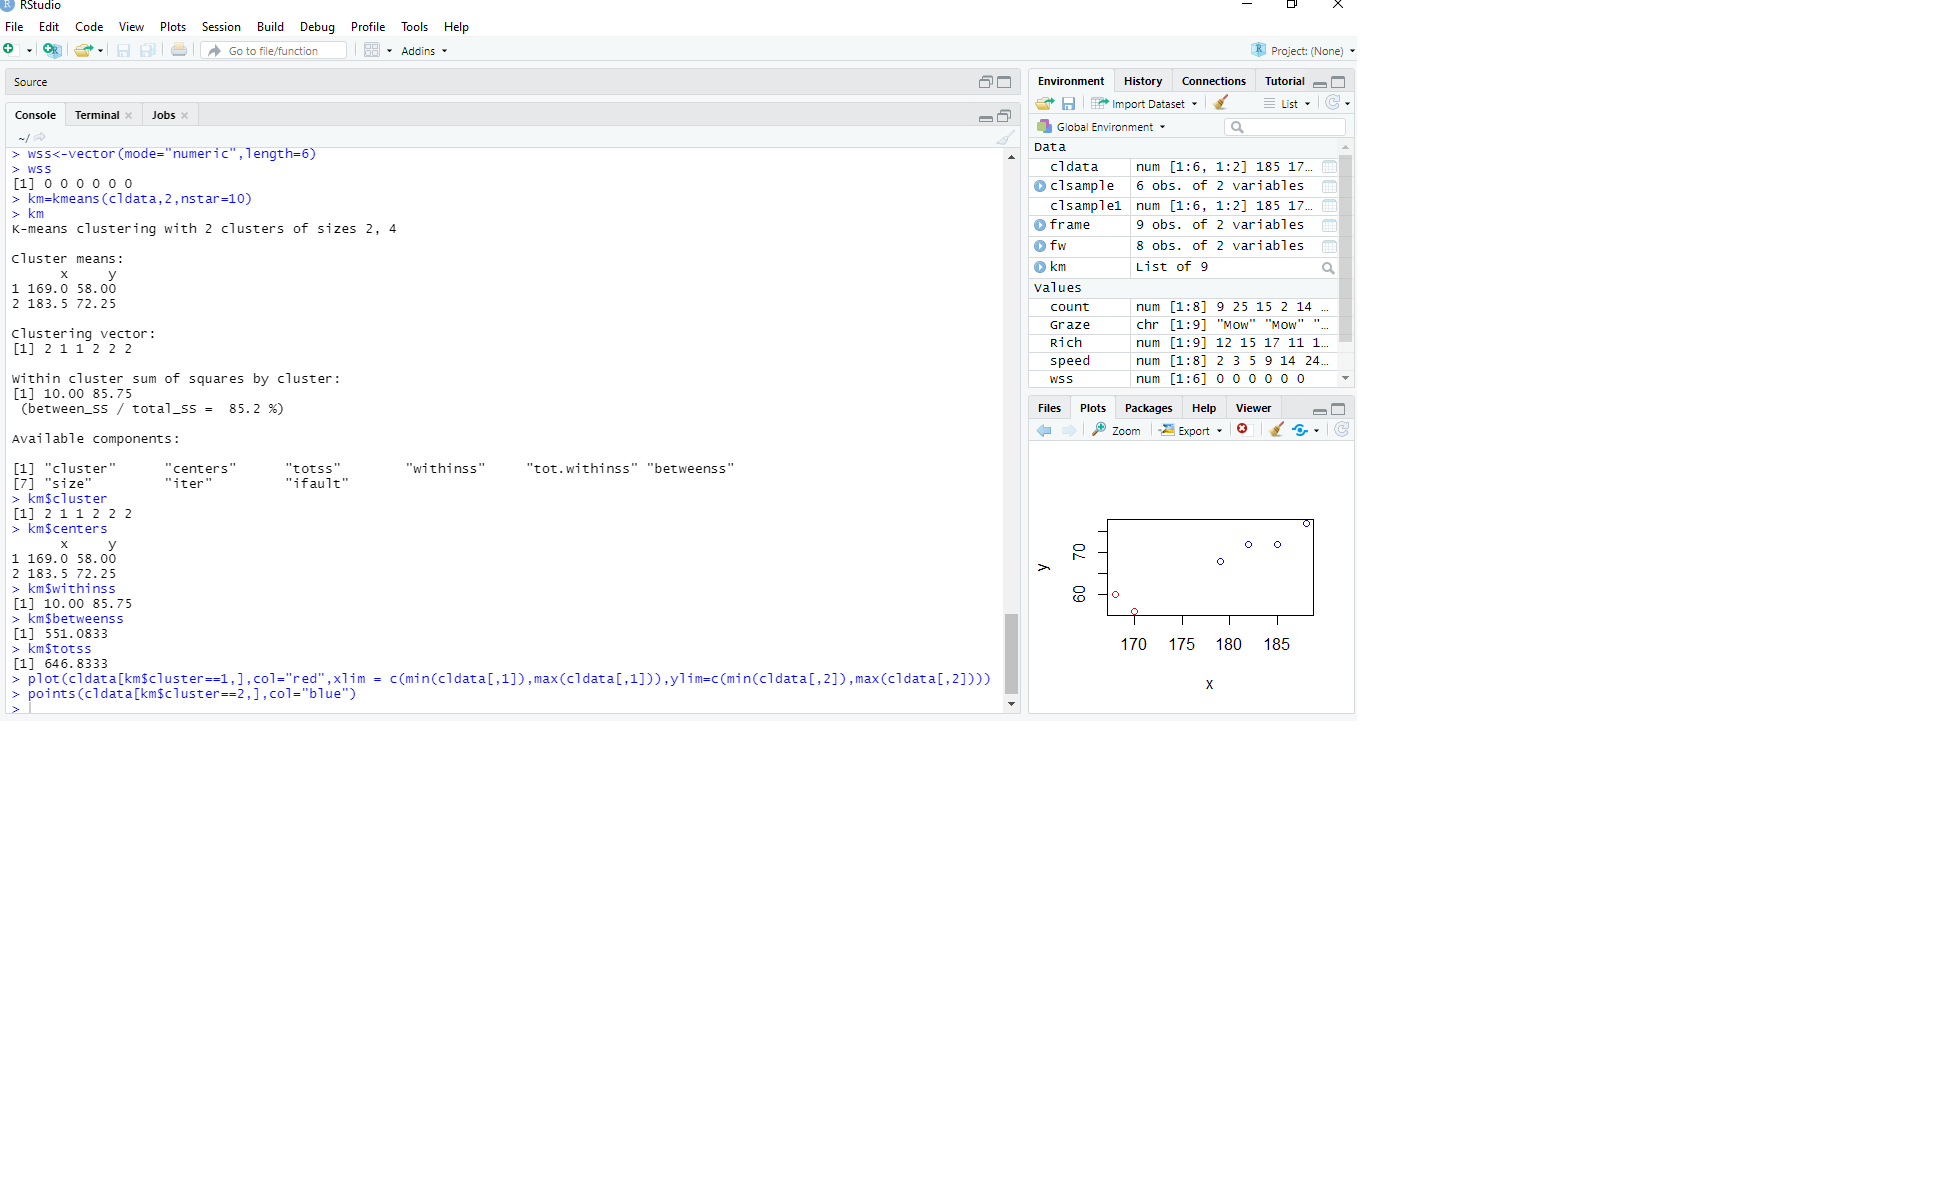 RStudio
File Edit Code View Plots Session Build Debug Profile Tools Help
Go to file/function Addins Project: (None)
Source
Console Terminal Jobs
~/
> wss<-vector(mode="numeric",length=6)
> wss
[1] 0 0 0 0 0 0
> km=kmeans(cldata,2,nstar=10)
> km
K-means clustering with 2 clusters of sizes 2, 4
Cluster means:
x y
1 169.0 58.00
2 183.5 72.25
Clustering vector:
[1] 2 1 1 2 2 2
Within cluster sum of squares by cluster:
[1] 10.00 85.75
(between_SS / total_SS =  85.2 %)
Available components:
[1] "cluster" "centers" "totss" "withinss" "tot.withinss" "betweenss"
[7] "size" "iter" "ifault"
> km$cluster
[1] 2 1 1 2 2 2
> km$centers
x y
1 169.0 58.00
2 183.5 72.25
> km$withinss
[1] 10.00 85.75
> km$betweenss
[1] 551.0833
> km$totss
[1] 646.8333
> plot(cldata[km$cluster==1,],col="red",xlim = c(min(cldata[,1]),max(cldata[,1])),ylim=c(min(cldata[,2]),max(cldata[,2])))
> points(cldata[km$cluster==2,],col="blue")
>
Environment History Connections Tutorial
Import Dataset List
Global Environment
Data
cldata num [1:6, 1:2] 185 17…
clsample 6 obs. of 2 variables
clsample1 num [1:6, 1:2] 185 17…
frame 9 obs. of 2 variables
fw 8 obs. of 2 variables
km List of 9
Values
count num [1:8] 9 25 15 2 14 …
Graze chr [1:9] "Mow" "Mow" "…
Rich num [1:9] 12 15 17 11 1…
speed num [1:8] 2 3 5 9 14 24…
wss num [1:6] 0 0 0 0 0 0
Files Plots Packages Help Viewer
Zoom Export
y
70
60
170 175 180 185
x